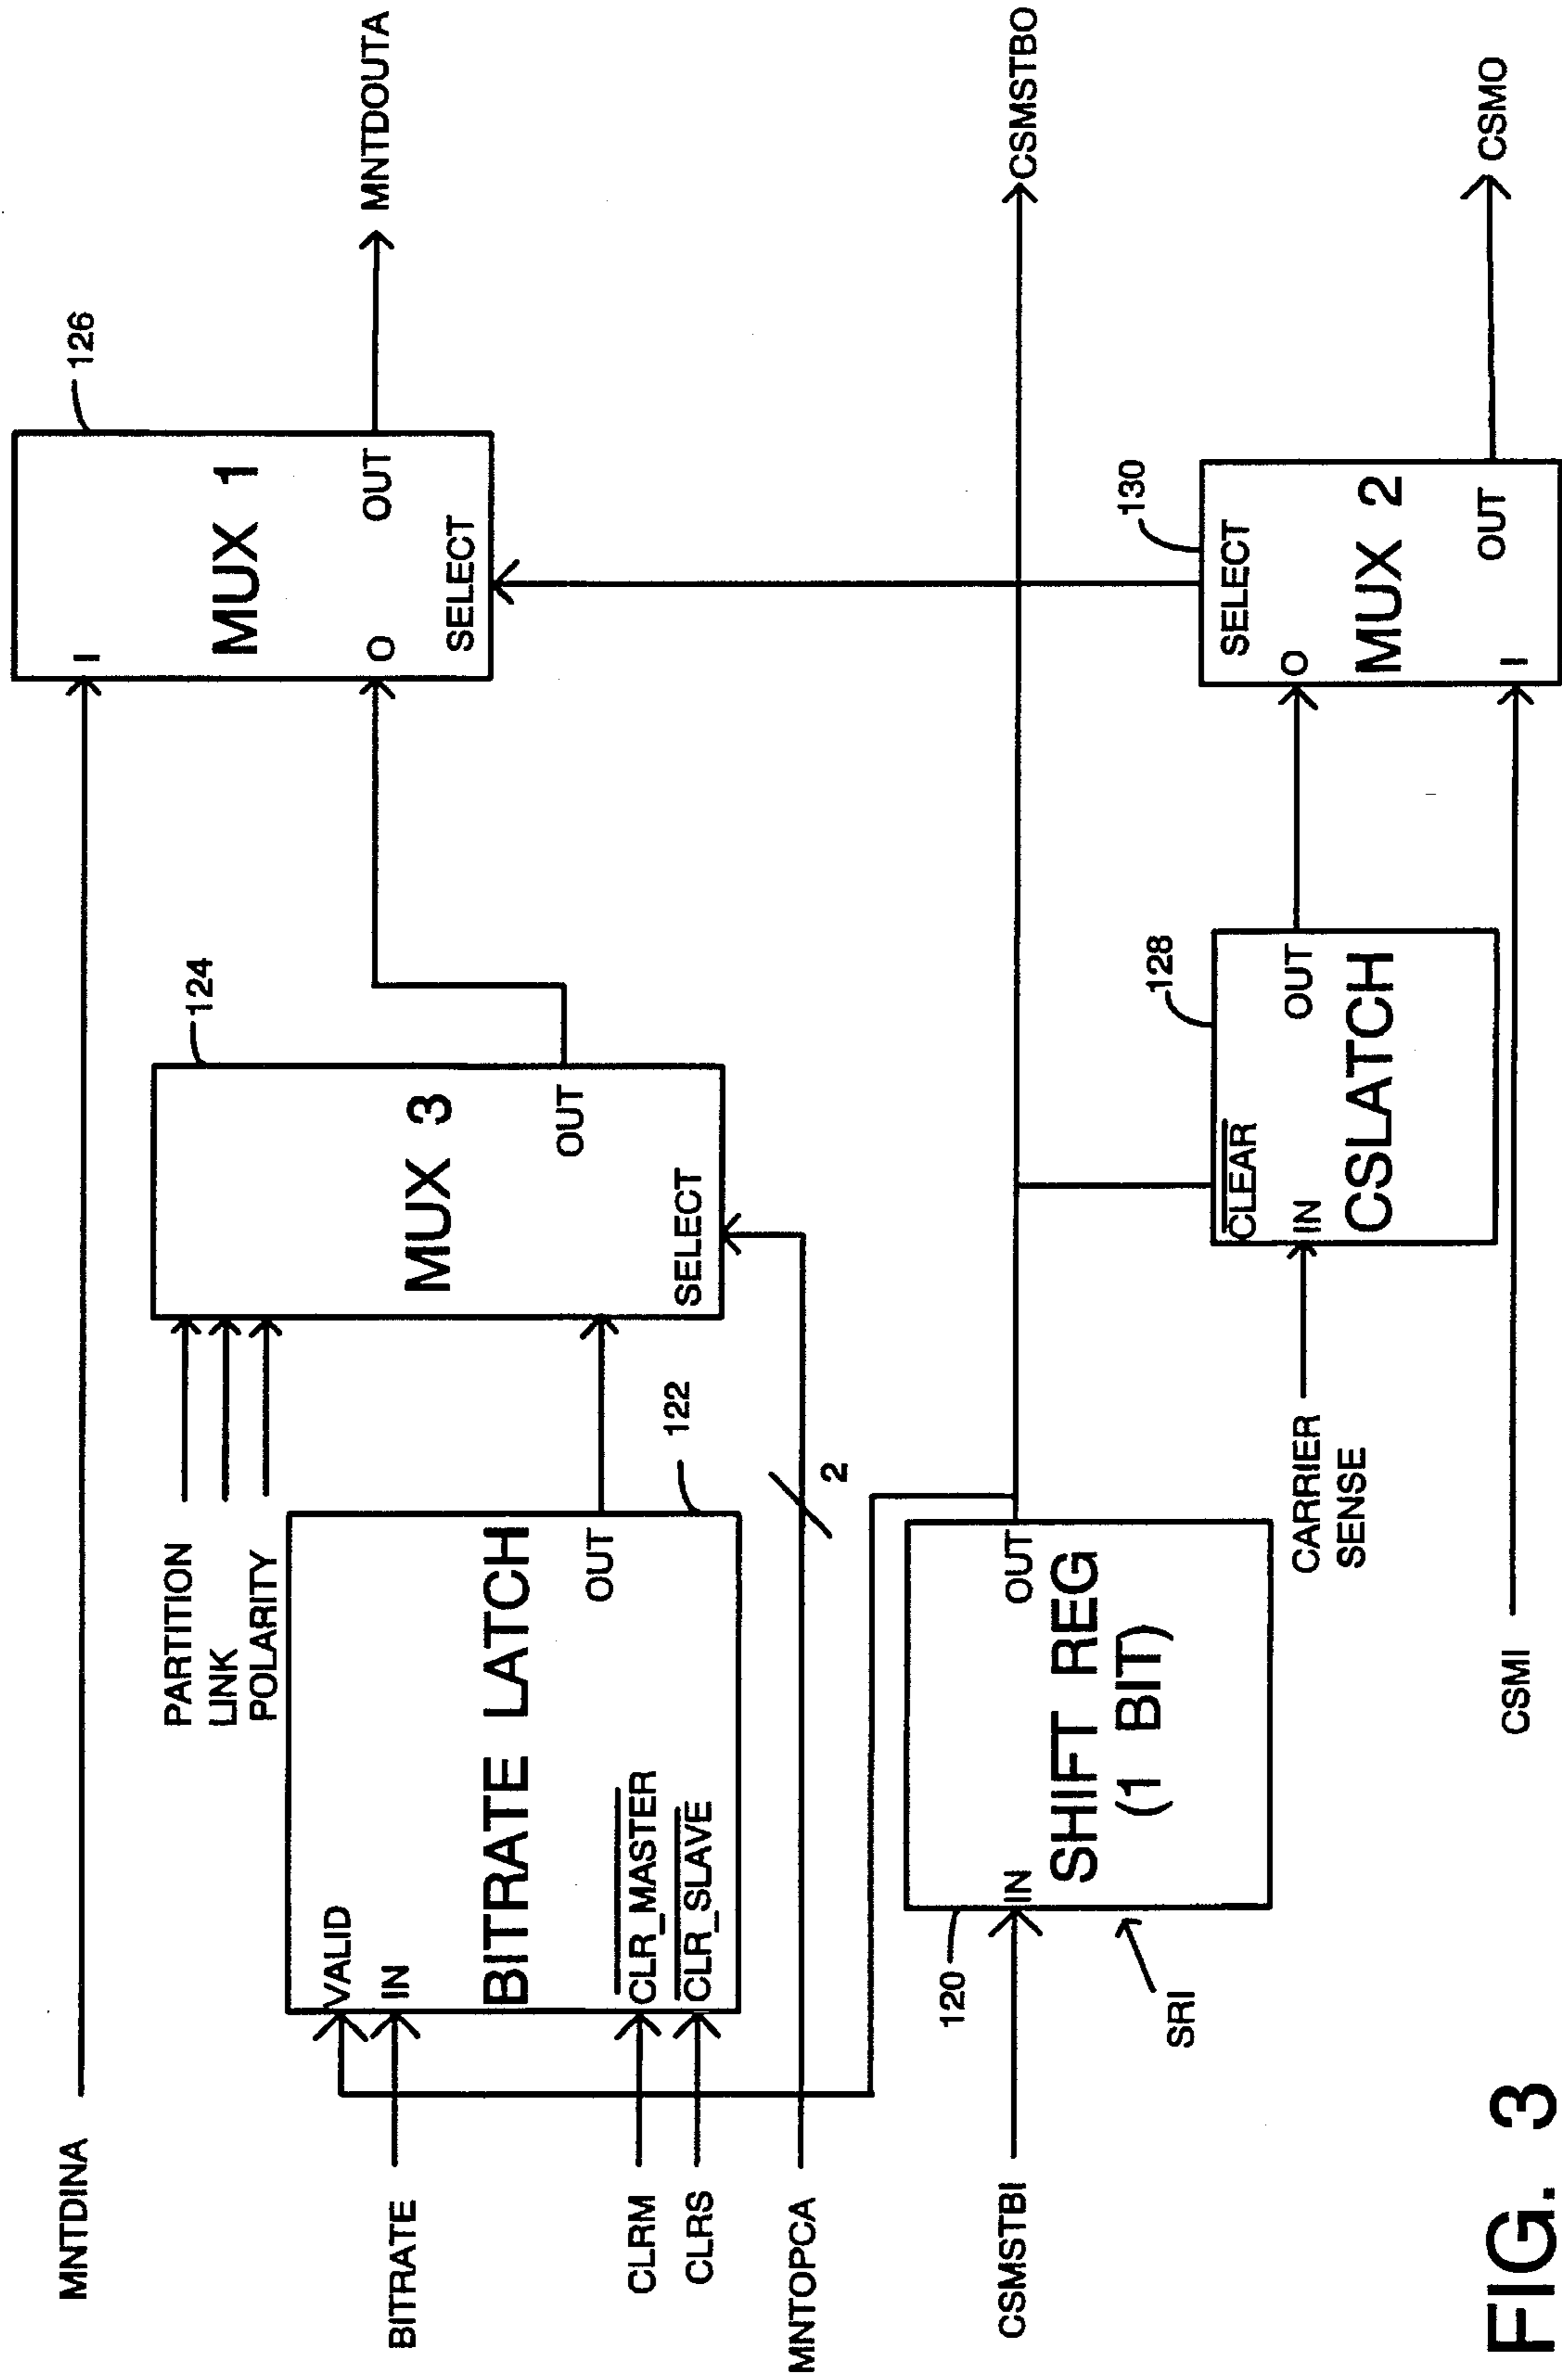 MNTDINA
BITRATE
CLRM
CLRS
MNTOPCA
CSMSTBI
PARTITION
LINK
POLARITY
VALID
IN
BITRATE LATCH
CLR_MASTER
CLR_SLAVE
OUT
122
2
MUX 3
OUT
SELECT
124
I
MUX 1
O
OUT
SELECT
126
MNTDOUTA
120
IN
OUT
SHIFT REG
(1 BIT)
SRI
CSMSTBO
CARRIER
SENSE
CLEAR
IN
OUT
CSLATCH
128
CSMI
SELECT
O
MUX 2
I
OUT
130
CSMO
FIG. 3